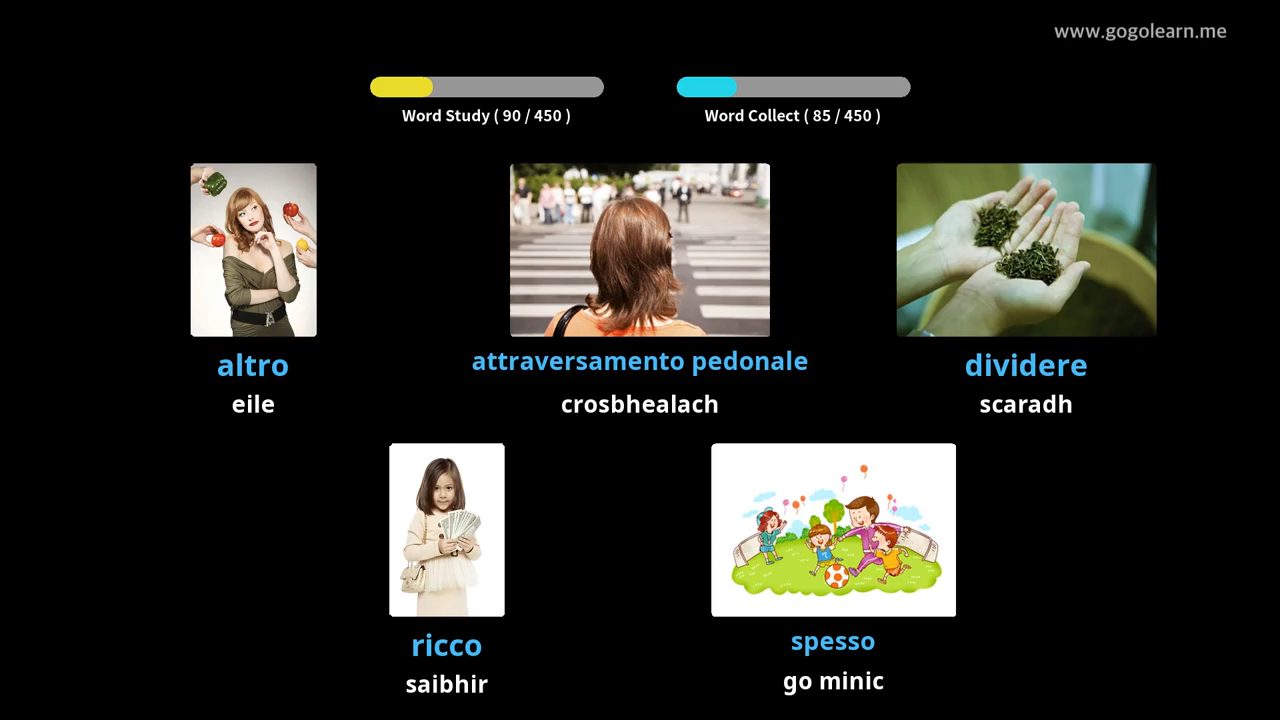 www.gogolearn.me
Word Study ( 90 / 450 )
Word Collect ( 85 / 450 )
altro
eile
attraversamento pedonale
crosbhealach
dividere
scaradh
ricco
saibhir
spesso
go minic